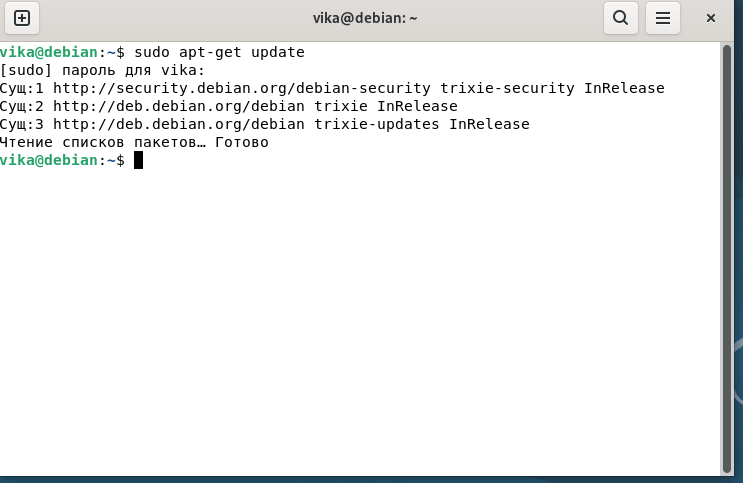 vika@debian: ~
vika@debian:~$ sudo apt-get update
[sudo] пароль для vika:
Сущ:1 http://security.debian.org/debian-security trixie-security InRelease
Сущ:2 http://deb.debian.org/debian trixie InRelease
Сущ:3 http://deb.debian.org/debian trixie-updates InRelease
Чтение списков пакетов… Готово
vika@debian:~$